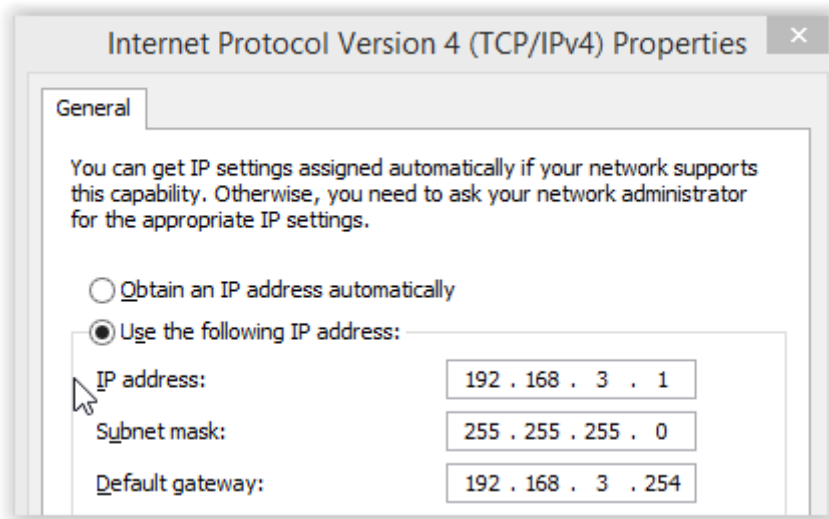 Internet Protocol Version 4 (TCP/IPv4) Properties
General
You can get IP settings assigned automatically if your network supports
this capability. Otherwise, you need to ask your network administrator
for the appropriate IP settings.
Obtain an IP address automatically
Use the following IP address:
IP address: 192 . 168 . 3 . 1
Subnet mask: 255 . 255 . 255 . 0
Default gateway: 192 . 168 . 3 . 254